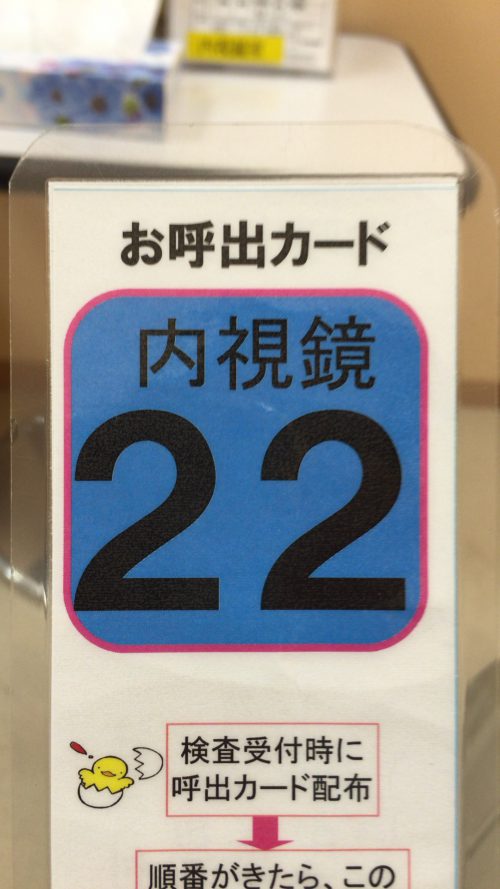 お呼出カード
内視鏡
22
検査受付時に
呼出カード配布
順番がきたら、この